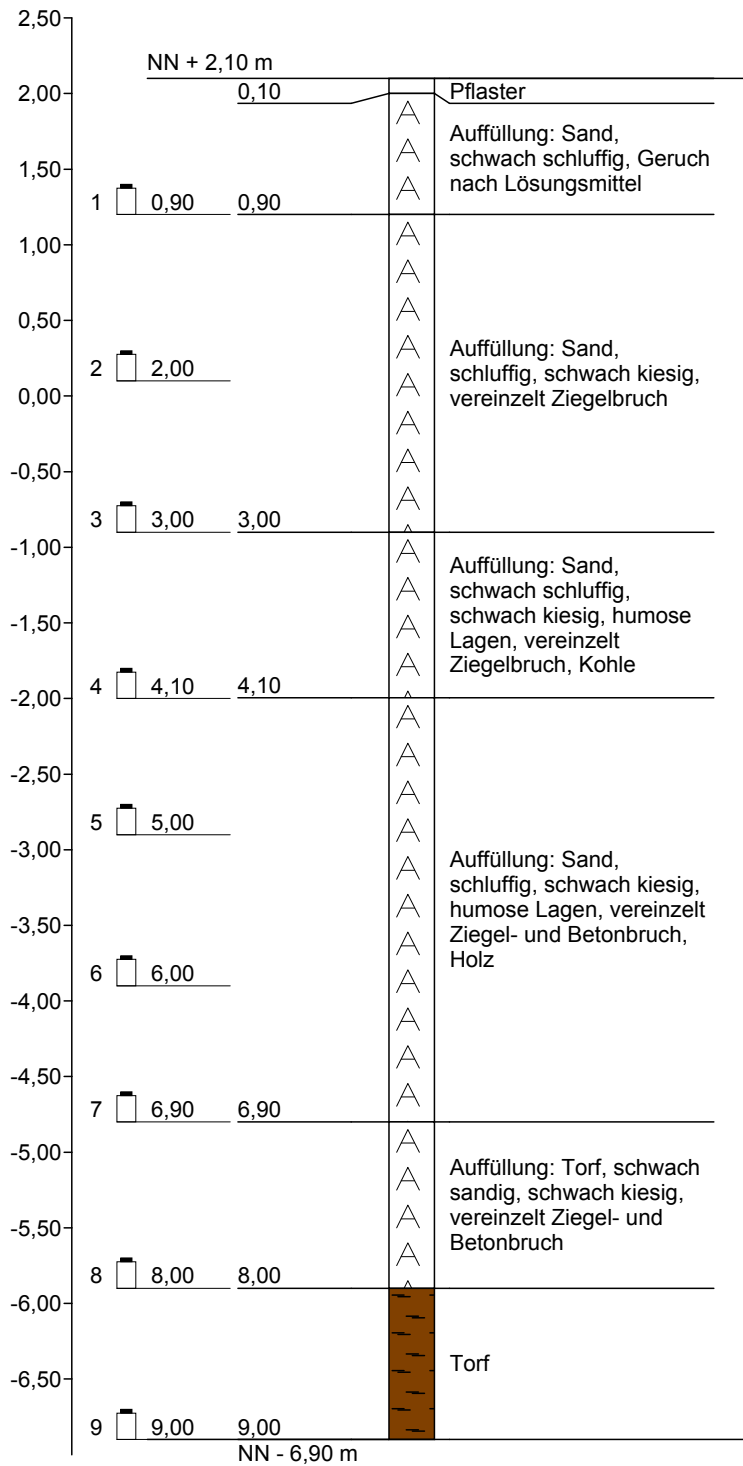 2,50
NN + 2,10 m
2,00
0,10
Pflaster
Auffüllung: Sand,
schwach schluffig, Geruch
nach Lösungsmittel
1,50
1 0,90 0,90
1,00
0,50
Auffüllung: Sand,
schluffig, schwach kiesig,
vereinzelt Ziegelbruch
2 2,00
0,00
-0,50
3 3,00 3,00
-1,00
Auffüllung: Sand,
schwach schluffig,
schwach kiesig, humose
Lagen, vereinzelt
Ziegelbruch, Kohle
-1,50
4 4,10 4,10
-2,00
-2,50
5 5,00
-3,00
Auffüllung: Sand,
schluffig, schwach kiesig,
humose Lagen, vereinzelt
Ziegel- und Betonbruch,
Holz
-3,50
6 6,00
-4,00
-4,50
7 6,90 6,90
-5,00
Auffüllung: Torf, schwach
sandig, schwach kiesig,
vereinzelt Ziegel- und
Betonbruch
-5,50
8 8,00 8,00
-6,00
Torf
-6,50
9 9,00 9,00
NN - 6,90 m